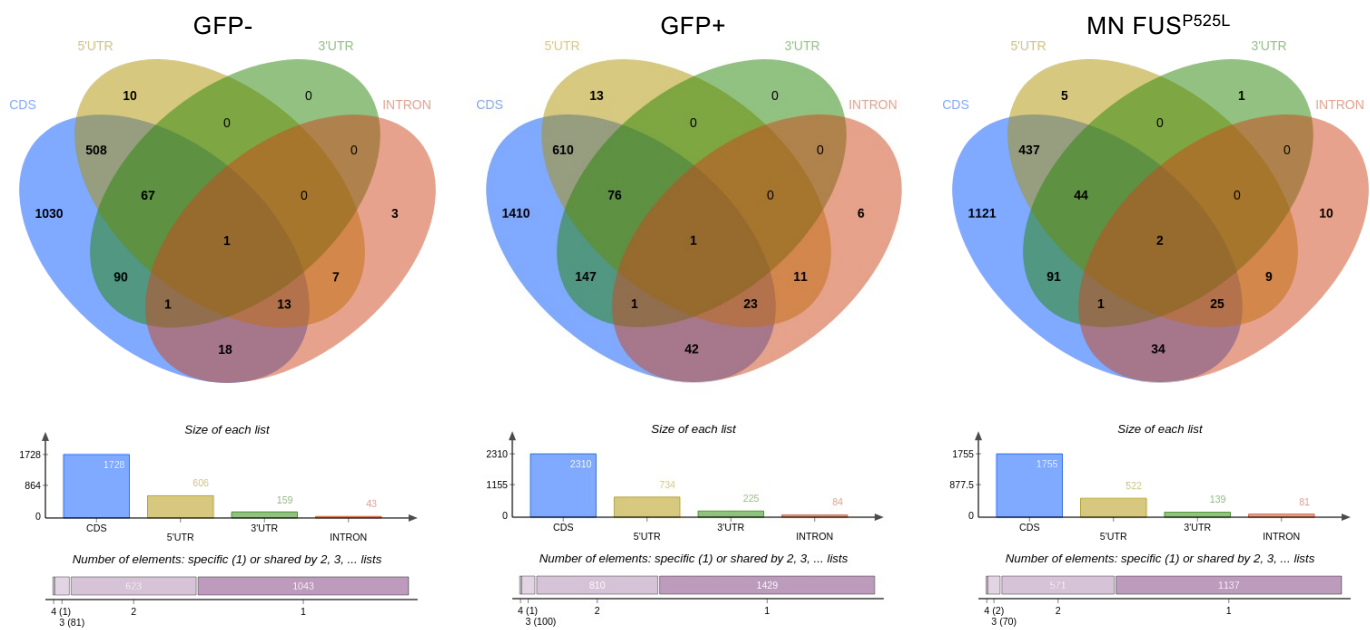 GFP-
5'UTR
3'UTR
CDS
INTRON
10
0
0
508
0
67
0
1030
3
1
90
7
1
13
18
Size of each list
1728
864
0
1728
606
159
43
CDS
5'UTR
3'UTR
INTRON
Number of elements: specific (1) or shared by 2, 3, ... lists
623
1043
4 (1)
3 (81)
2
1
GFP+
5'UTR
3'UTR
CDS
INTRON
13
0
0
610
0
76
0
1410
6
1
147
11
1
23
42
Size of each list
2310
1155
0
2310
734
225
84
CDS
5'UTR
3'UTR
INTRON
Number of elements: specific (1) or shared by 2, 3, ... lists
810
1429
4 (1)
3 (100)
2
1
MN FUSP525L
5'UTR
3'UTR
CDS
INTRON
5
1
0
437
0
44
0
1121
10
2
91
9
1
25
34
Size of each list
1755
877.5
0
1755
522
139
81
CDS
5'UTR
3'UTR
INTRON
Number of elements: specific (1) or shared by 2, 3, ... lists
571
1137
4 (2)
3 (70)
2
1